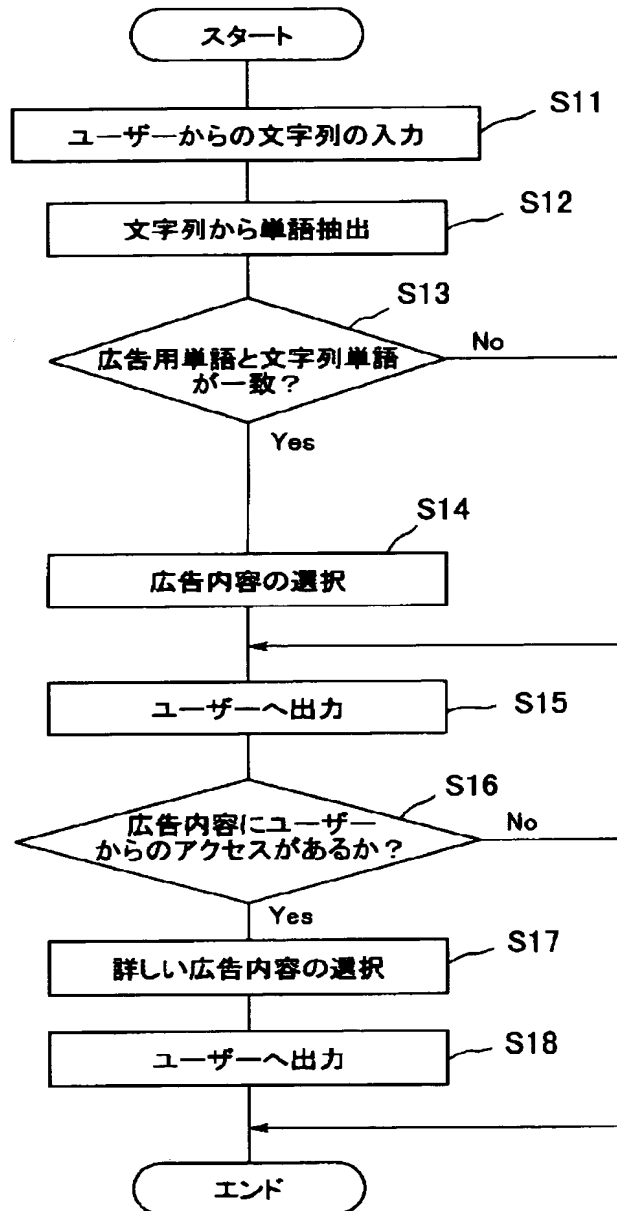 スタート
S11
ユーザーからの文字列の入力
S12
文字列から単語抽出
S13
広告用単語と文字列単語
が一致？
No
Yes
S14
広告内容の選択
S15
ユーザーへ出力
S16
広告内容にユーザー
からのアクセスがあるか？
No
Yes
S17
詳しい広告内容の選択
S18
ユーザーへ出力
エンド